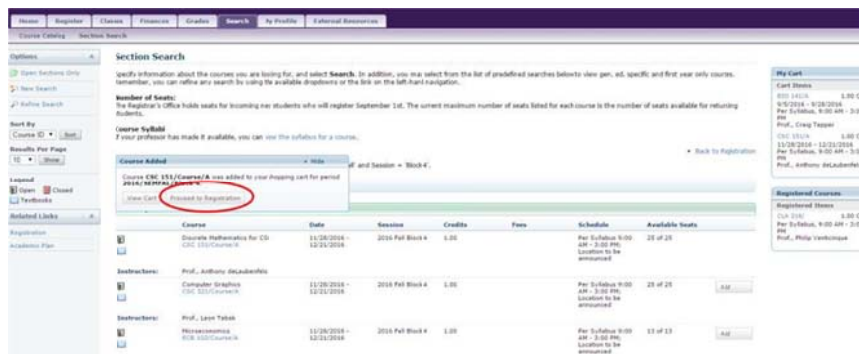 Home Register Classes Finances Grades Search My Profile External Resources
Course Catalog Section Search
Options
Open Sections Only
New Search
Refine Search
Sort By
Course ID Sort
Results Per Page
10 Show
Legend
Open Closed
Textbooks
Related Links
Registration
Academic Plan
Section Search
Specify information about the courses you are looking for, and select Search. In addition, you may select from the list of predefined searches below to view gen. ed. specific and first year only courses.
Remember, you can refine any search by using the available dropdowns or the link on the left-hand navigation.
Number of Seats:
The Registrar's Office holds seats for incoming new students who will register September 1st. The current maximum number of seats listed for each course is the number of seats available for returning
students.
Course Syllabi
If your professor has made it available, you can view the syllabus for a course.
Back to Registration
Course Added Hide
and Session = 'Block4'.
Course CSC 151/Course/A was added to your shopping cart for period
View Cart Proceed to Registration
Course Date Session Credits Fees Schedule Available Seats
Discrete Mathematics for CSi 11/28/2016 - 2016 Fall Block 4 1.00 Per Syllabus 9:00 25 of 25
CSC 151/Course/A 12/21/2016 AM - 3:00 PM;
Location to be
announced
Instructors: Prof., Anthony deLaubenfels
Computer Graphics 11/28/2016 - 2016 Fall Block 4 1.00 Per Syllabus 9:00 25 of 25 Add
CSC 321/Course/A 12/21/2016 AM - 3:00 PM;
Location to be
announced
Instructors: Prof., Leon Tabak
Microeconomics 11/28/2016 - 2016 Fall Block 4 1.00 Per Syllabus 9:00 13 of 13 Add
12/21/2016 AM - 3:00 PM;
Location to be
announced
My Cart
Cart Items
1.00
9/5/2016 - 9/28/2016
Per Syllabus, 9:00 AM - 3:
PM
Prof., Craig Tepper
CSC 151/A 1.00
11/28/2016 - 12/21/2016
Per Syllabus, 9:00 AM - 3:
PM
Prof., Anthony deLaubenfel
Registered Courses
Registered Items
1.00
Per Syllabus, 9:00 AM - 3:00
PM
Prof., Philip Venticinque